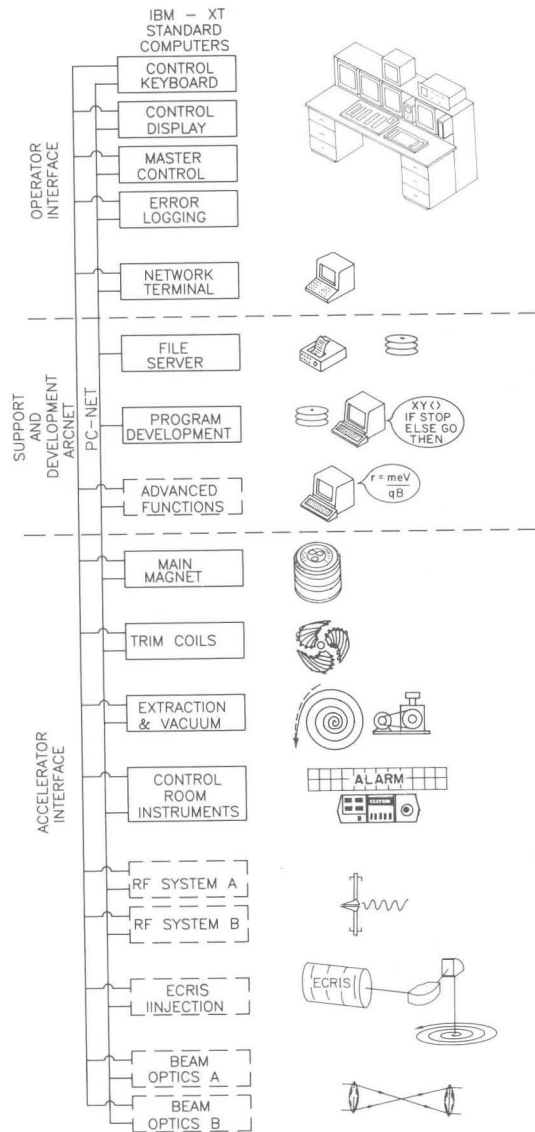 IBM – XT
STANDARD
COMPUTERS
OPERATOR
INTERFACE
CONTROL
KEYBOARD
CONTROL
DISPLAY
MASTER
CONTROL
ERROR
LOGGING
NETWORK
TERMINAL
SUPPORT
AND
DEVELOPMENT
ARCNET
PC-NET
FILE
SERVER
PROGRAM
DEVELOPMENT
XY<>
IF STOP
ELSE GO
THEN
ADVANCED
FUNCTIONS
r = meV
qB
ACCELERATOR
INTERFACE
MAIN
MAGNET
TRIM COILS
EXTRACTION
& VACUUM
CONTROL
ROOM
INSTRUMENTS
ALARM
RF SYSTEM A
RF SYSTEM B
ECRIS
IINJECTION
ECRIS
BEAM
OPTICS A
BEAM
OPTICS B